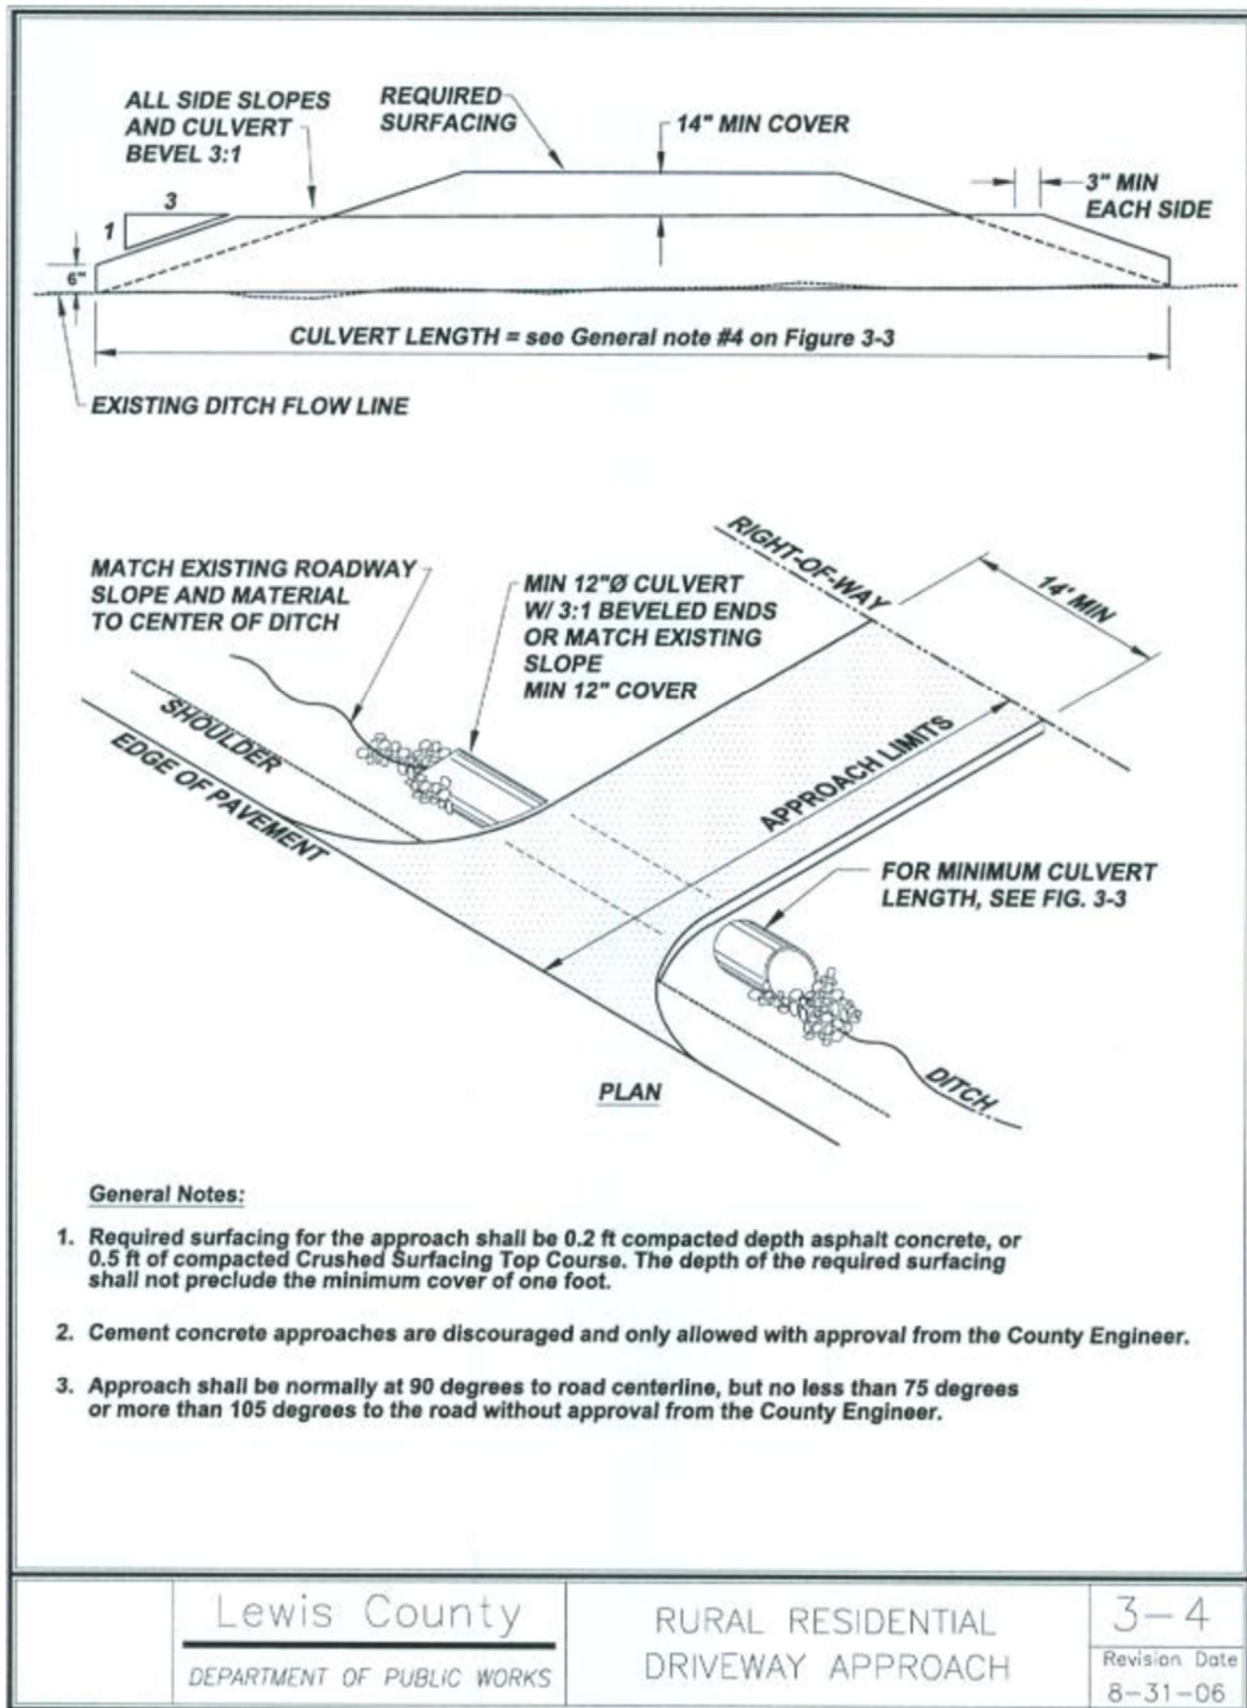 ALL SIDE SLOPES
AND CULVERT
BEVEL 3:1
REQUIRED
SURFACING
14" MIN COVER
3" MIN
EACH SIDE
3
1
6"
CULVERT LENGTH = see General note #4 on Figure 3-3
EXISTING DITCH FLOW LINE
MATCH EXISTING ROADWAY
SLOPE AND MATERIAL
TO CENTER OF DITCH
MIN 12"Ø CULVERT
W/ 3:1 BEVELED ENDS
OR MATCH EXISTING
SLOPE
MIN 12" COVER
RIGHT-OF-WAY
14' MIN
SHOULDER
EDGE OF PAVEMENT
APPROACH LIMITS
FOR MINIMUM CULVERT
LENGTH, SEE FIG. 3-3
DITCH
PLAN
General Notes:
1. Required surfacing for the approach shall be 0.2 ft compacted depth asphalt concrete, or
0.5 ft of compacted Crushed Surfacing Top Course. The depth of the required surfacing
shall not preclude the minimum cover of one foot.
2. Cement concrete approaches are discouraged and only allowed with approval from the County Engineer.
3. Approach shall be normally at 90 degrees to road centerline, but no less than 75 degrees
or more than 105 degrees to the road without approval from the County Engineer.
Lewis County
DEPARTMENT OF PUBLIC WORKS
RURAL RESIDENTIAL
DRIVEWAY APPROACH
3-4
Revision Date
8-31-06